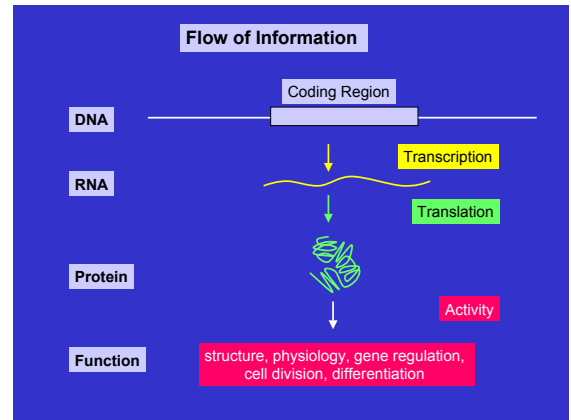 Flow of Information
Coding Region
DNA
Transcription
RNA
Translation
Protein
Activity
Function
structure, physiology, gene regulation,
cell division, differentiation